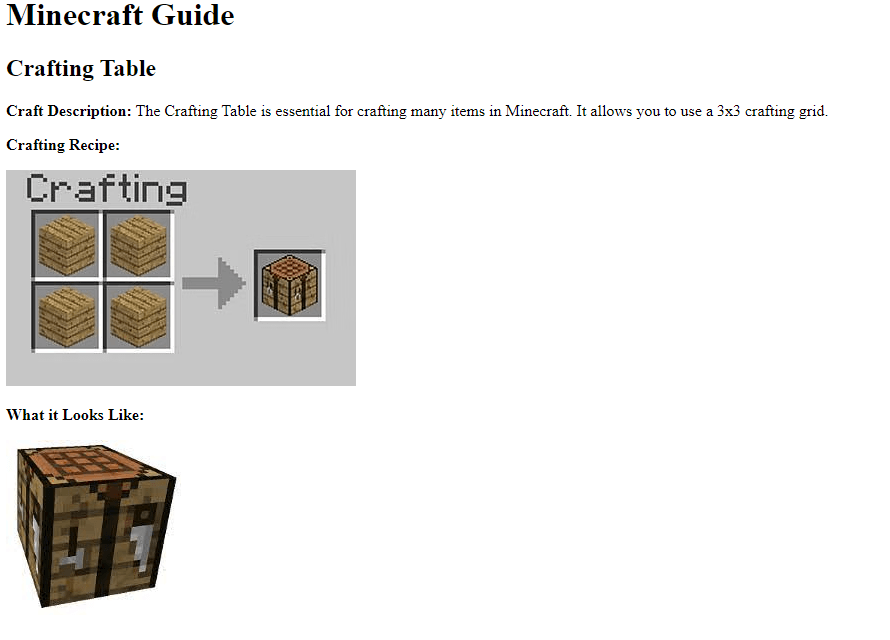 Minecraft Guide
Crafting Table
Craft Description: The Crafting Table is essential for crafting many items in Minecraft. It allows you to use a 3x3 crafting grid.
Crafting Recipe:
Crafting
What it Looks Like: